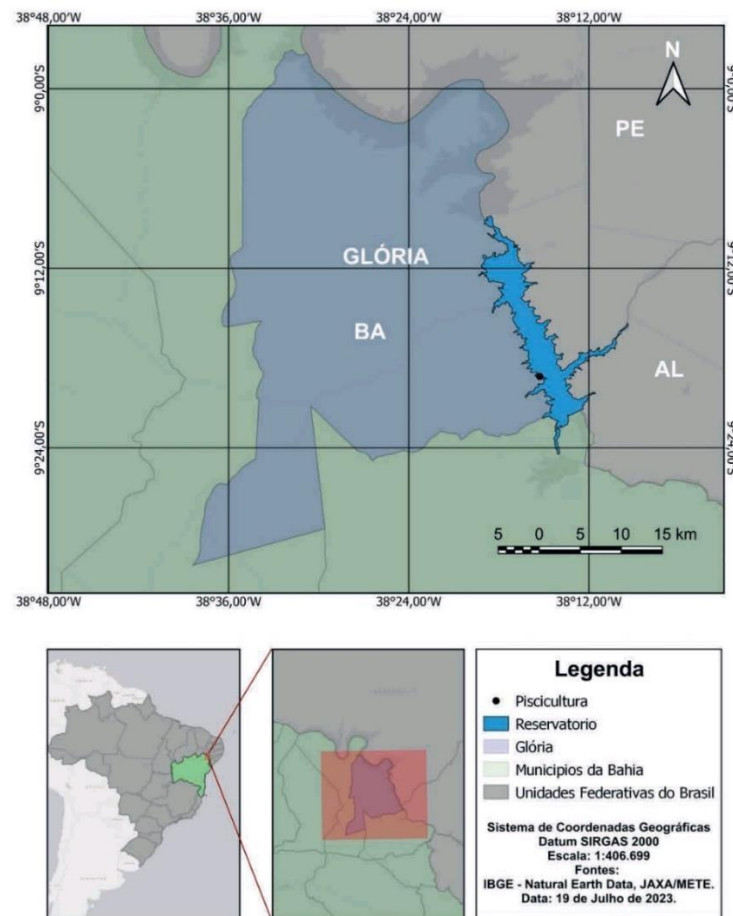 38°48,00'W
38°36,00'W
38°24,00'W
38°12,00'W
9°0,00'S
9°0,00'S
N
PE
GLÓRIA
9°12,00'S
9°12,00'S
BA
AL
9°24,00'S
9°24,00'S
5 0 5 10 15 km
38°48,00'W
38°36,00'W
38°24,00'W
38°12,00'W
Legenda
Piscicultura
Reservatorio
Glória
Municipios da Bahia
Unidades Federativas do Brasil
Sistema de Coordenadas Geográficas
Datum SIRGAS 2000
Escala: 1:406.699
Fontes:
IBGE - Natural Earth Data, JAXA/METE.
Data: 19 de Julho de 2023.